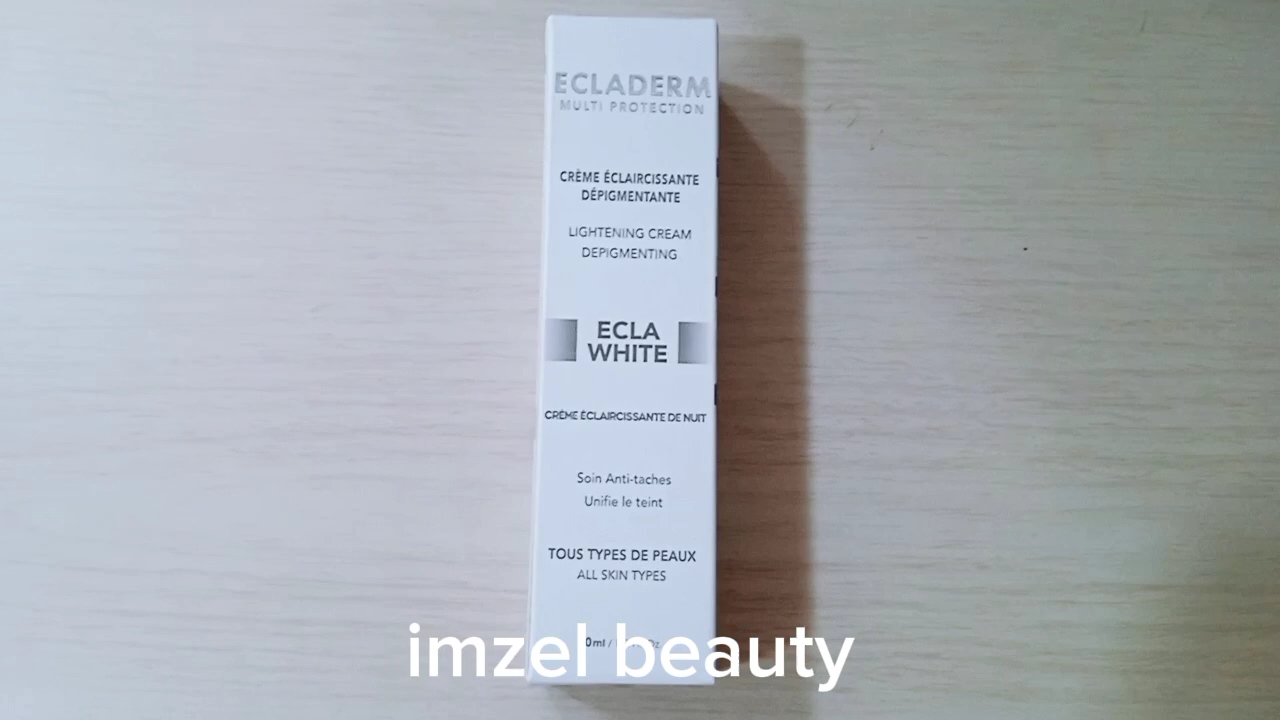 ECLADERM
MULTI PROTECTION
CRÈME ÉCLAIRCISSANTE
DÉPIGMENTANTE
LIGHTENING CREAM
DEPIGMENTING
ECLA
WHITE
CRÈME ÉCLAIRCISSANTE DE NUIT
Soin Anti-taches
Unifie le teint
TOUS TYPES DE PEAUX
ALL SKIN TYPES
imzel beauty